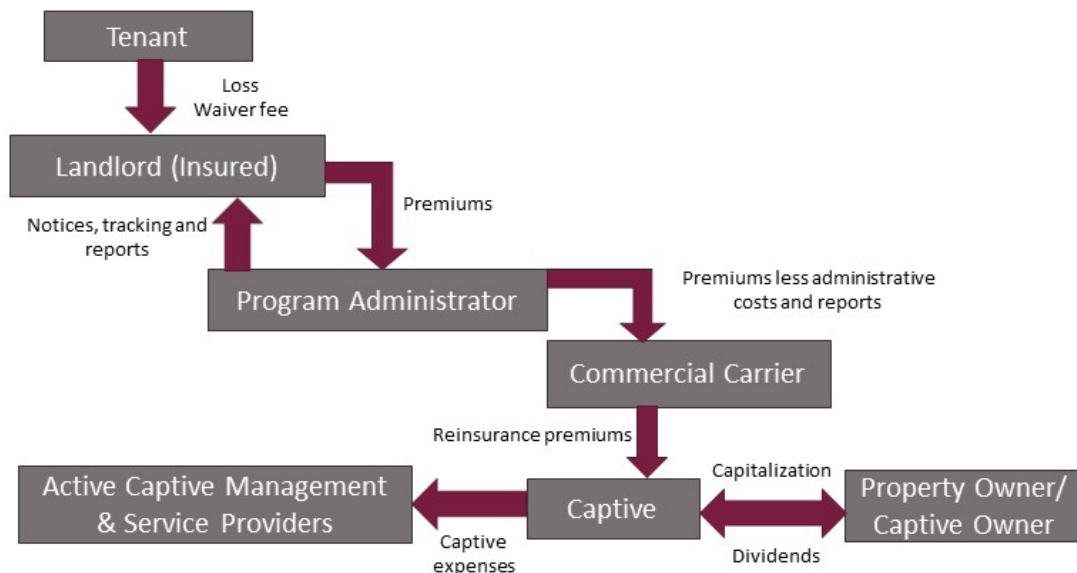 Tenant
Loss
Waiver fee
Landlord (Insured)
Premiums
Notices, tracking and
reports
Program Administrator
Premiums less administrative
costs and reports
Commercial Carrier
Reinsurance premiums
Active Captive Management
& Service Providers
Captive
expenses
Captive
Capitalization
Dividends
Property Owner/
Captive Owner